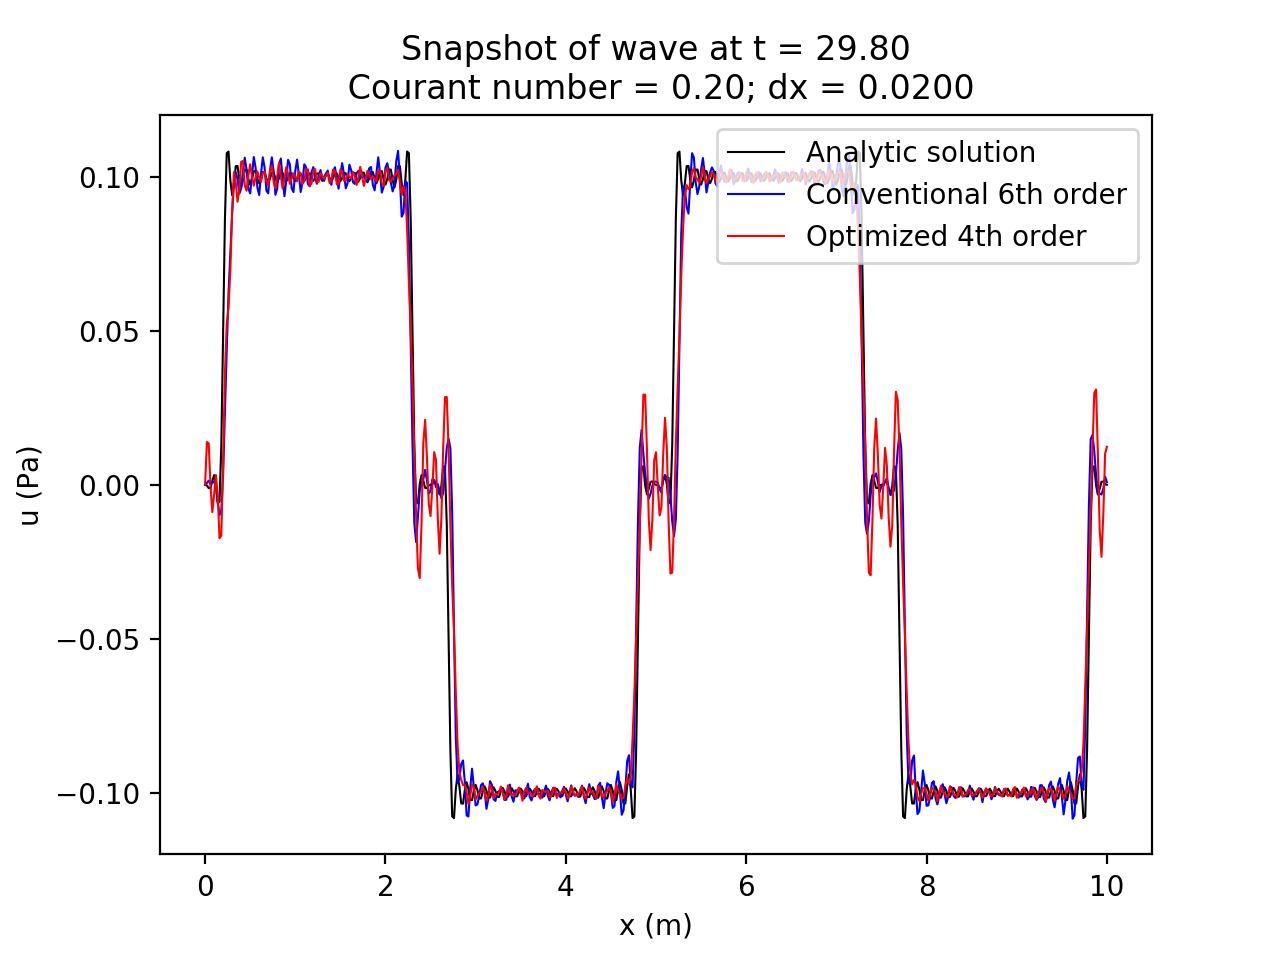 Snapshot of wave at t = 29.80
Courant number = 0.20; dx = 0.0200
Analytic solution
Conventional 6th order
Optimized 4th order
u (Pa)
0.10
0.05
0.00
−0.05
−0.10
0 2 4 6 8 10
x (m)